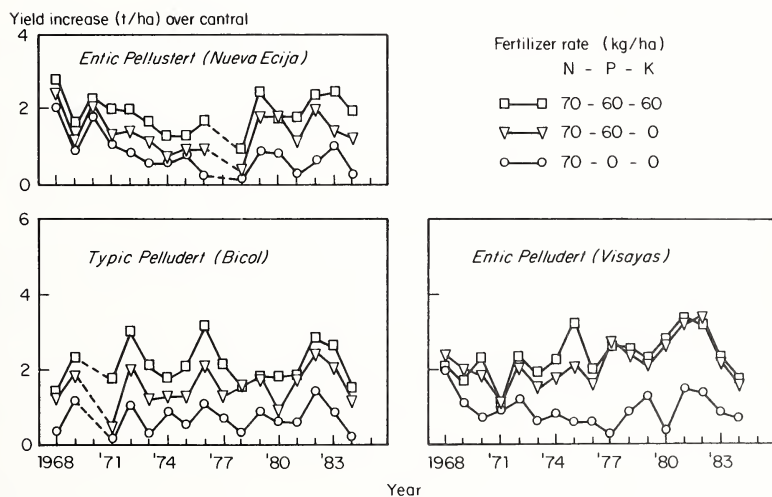 Yield increase (t/ha) over cantral
4
Entic Pellustert (Nueva Ecija)
2
0
Fertilizer rate (kg/ha)
N - P - K
70 - 60 - 60
70 - 60 - 0
70 - 0 - 0
6
Typic Pelludert (Bicol)
4
2
0
1968 '71 '74 '77 '80 '83
Entic Pelludert (Visayas)
1968 '71 '74 '77 '80 '83
Year